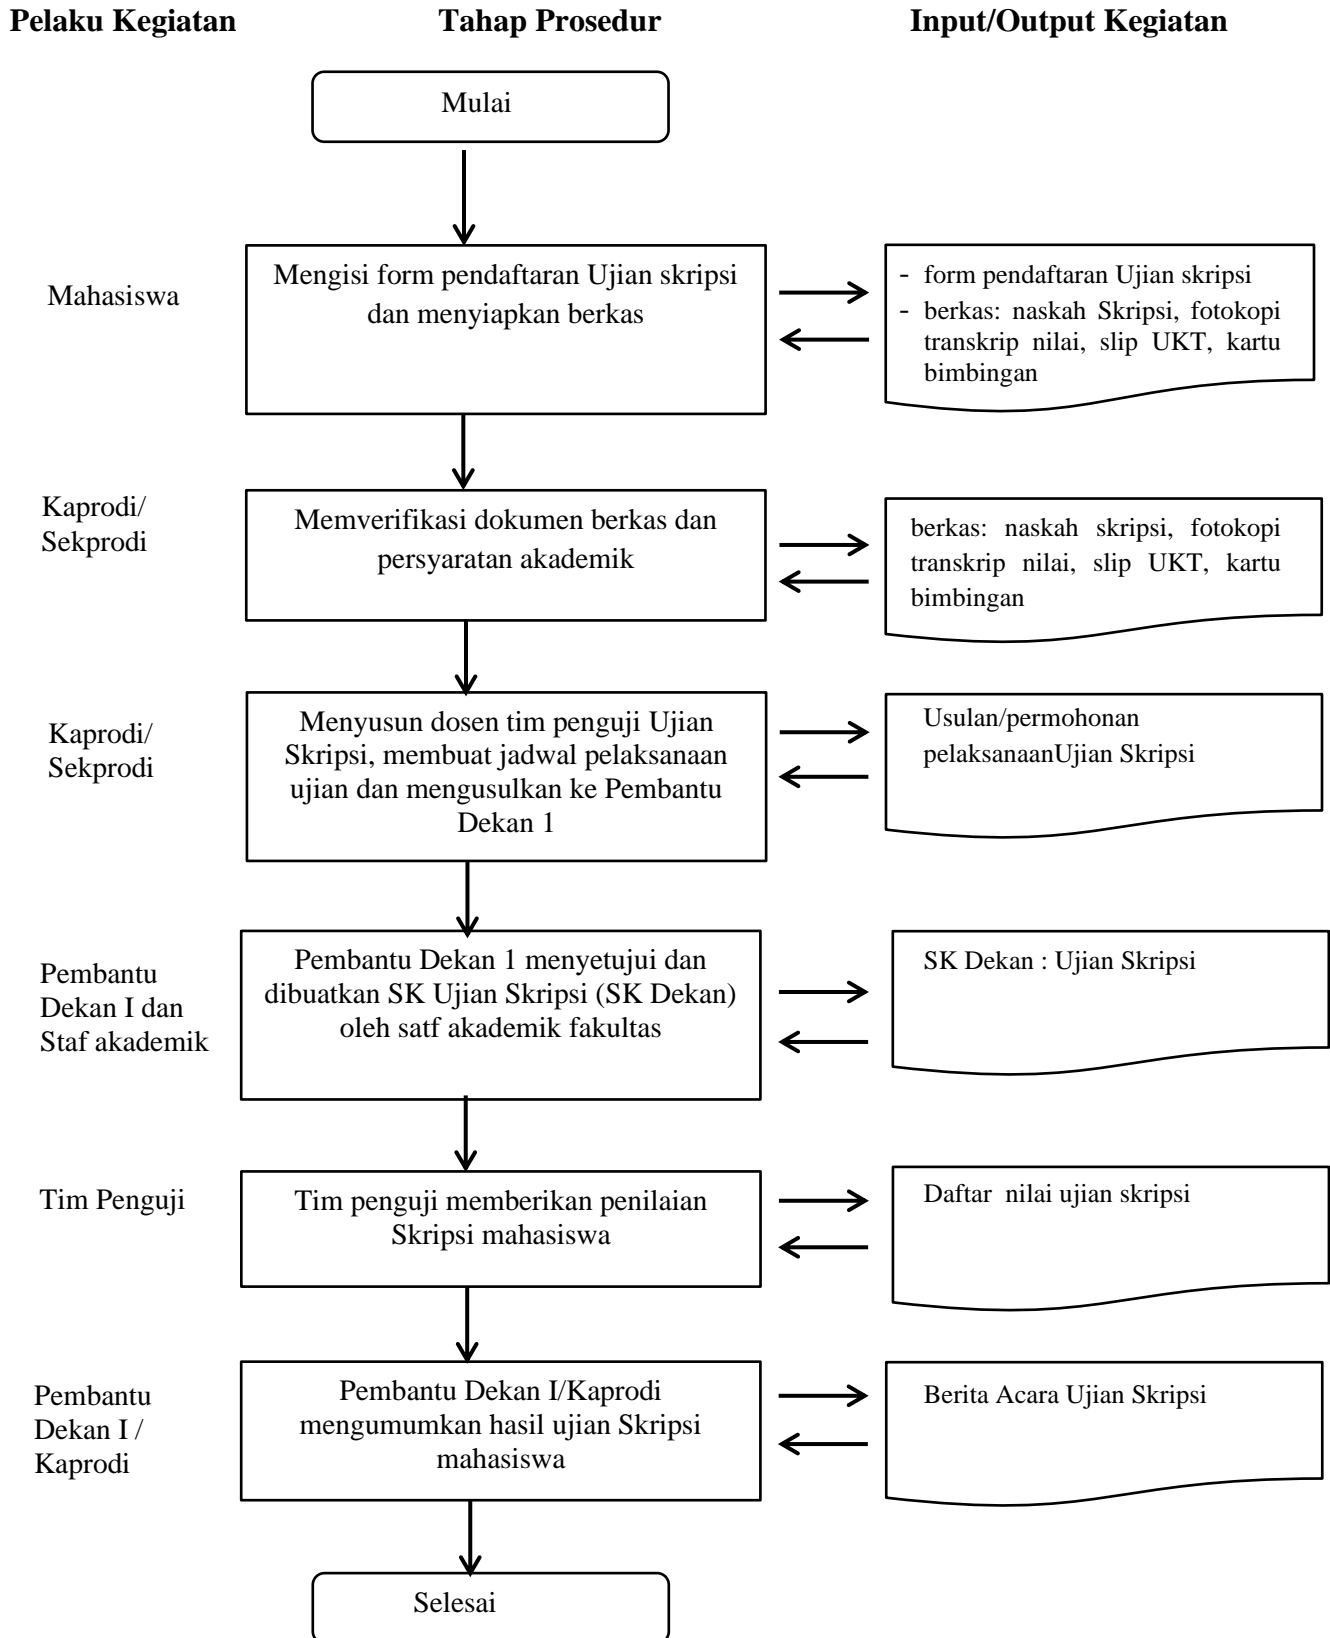 Pelaku Kegiatan
Tahap Prosedur
Input/Output Kegiatan
Mulai
Mahasiswa
Mengisi form pendaftaran Ujian skripsi
dan menyiapkan berkas
- form pendaftaran Ujian skripsi
- berkas: naskah Skripsi, fotokopi
transkrip nilai, slip UKT, kartu
bimbingan
Kaprodi/
Sekprodi
Memverifikasi dokumen berkas dan
persyaratan akademik
berkas: naskah skripsi, fotokopi
transkrip nilai, slip UKT, kartu
bimbingan
Kaprodi/
Sekprodi
Menyusun dosen tim penguji Ujian
Skripsi, membuat jadwal pelaksanaan
ujian dan mengusulkan ke Pembantu
Dekan 1
Usulan/permohonan
pelaksanaanUjian Skripsi
Pembantu
Dekan I dan
Staf akademik
Pembantu Dekan 1 menyetujui dan
dibuatkan SK Ujian Skripsi (SK Dekan)
oleh satf akademik fakultas
SK Dekan : Ujian Skripsi
Tim Penguji
Tim penguji memberikan penilaian
Skripsi mahasiswa
Daftar  nilai ujian skripsi
Pembantu
Dekan I /
Kaprodi
Pembantu Dekan I/Kaprodi
mengumumkan hasil ujian Skripsi
mahasiswa
Berita Acara Ujian Skripsi
Selesai